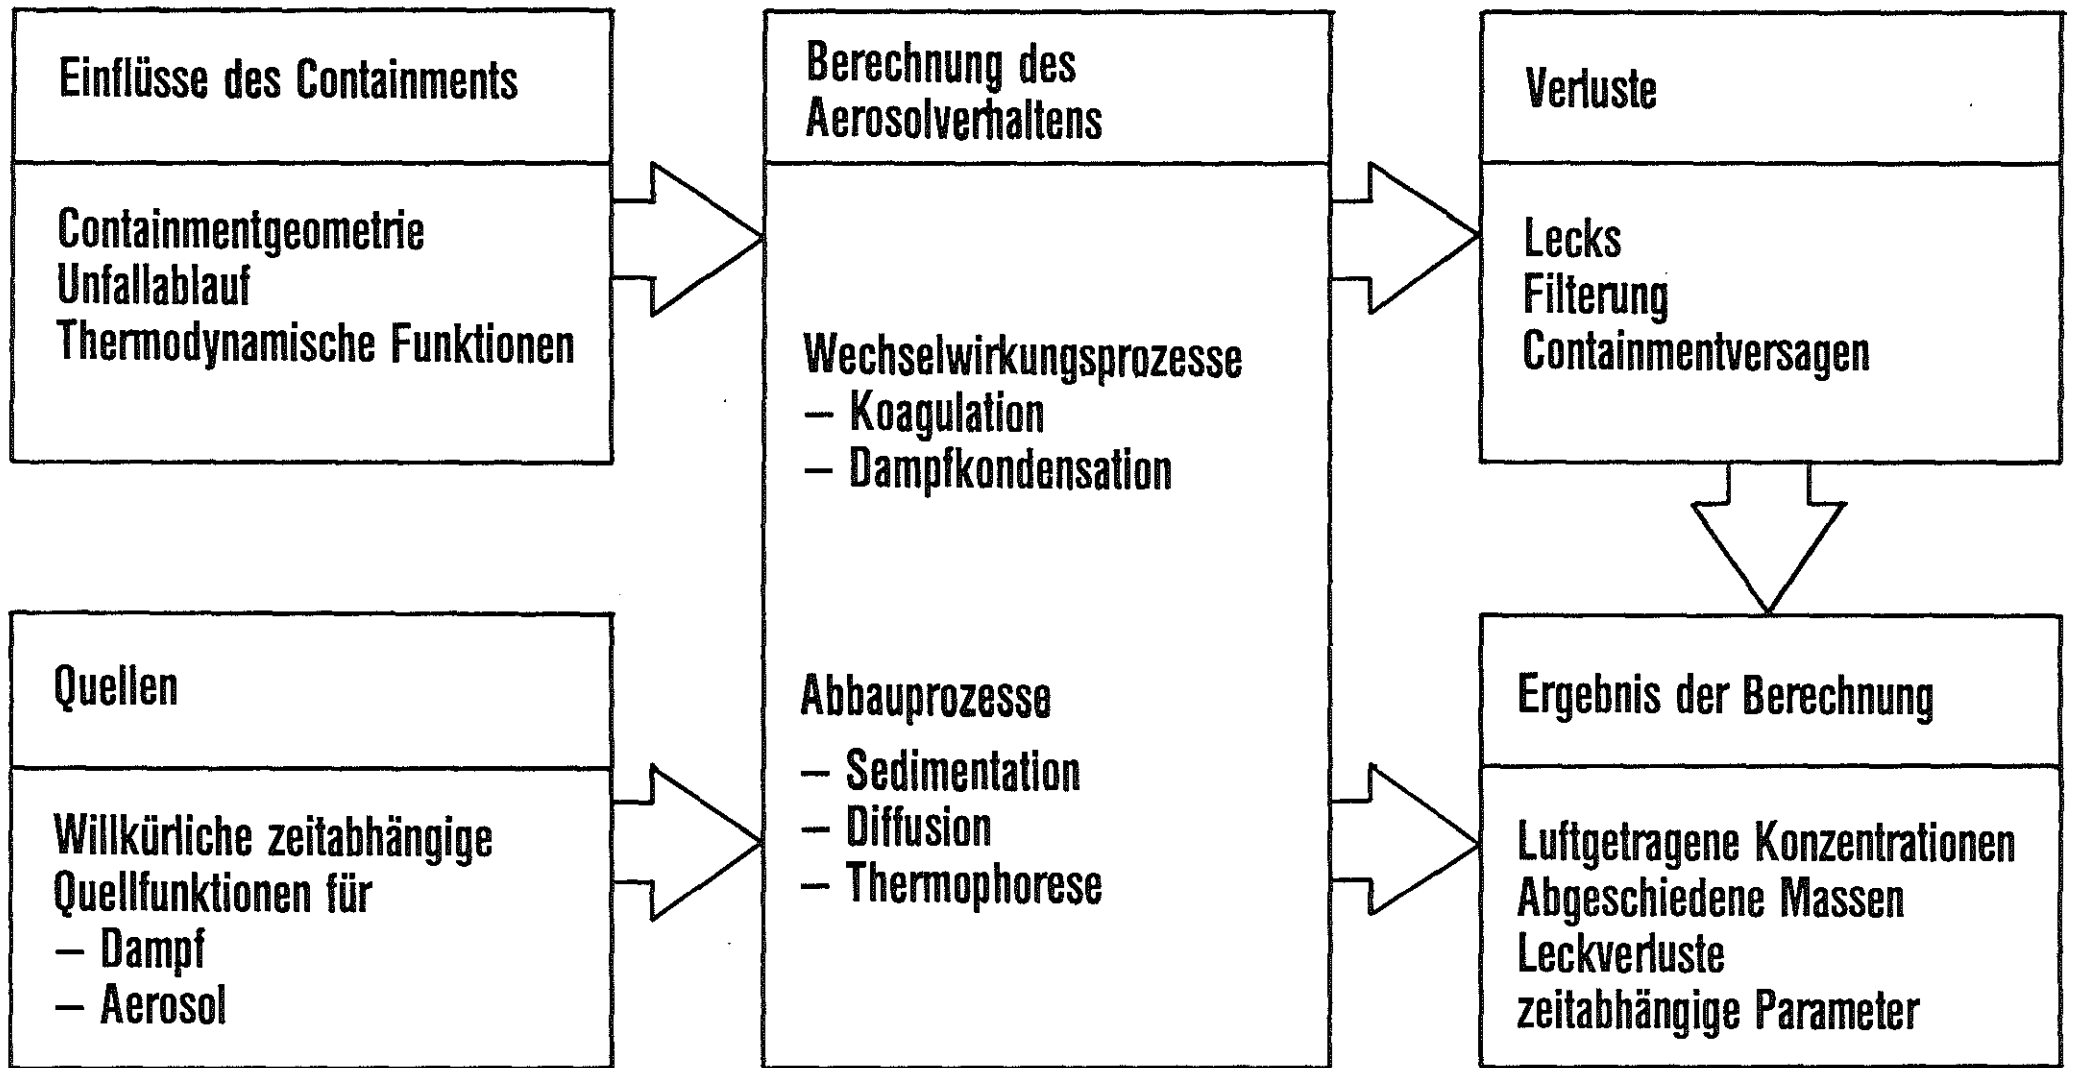 Einflüsse des Containments
Containmentgeometrie
Unfallablauf
Thermodynamische Funktionen
Quellen
Willkürliche zeitabhängige
Quellfunktionen für
– Dampf
– Aerosol
Berechnung des
Aerosolverhaltens
Wechselwirkungsprozesse
– Koagulation
– Dampfkondensation
Abbauprozesse
– Sedimentation
– Diffusion
– Thermophorese
Verluste
Lecks
Filterung
Containmentversagen
Ergebnis der Berechnung
Luftgetragene Konzentrationen
Abgeschiedene Massen
Leckverluste
zeitabhängige Parameter